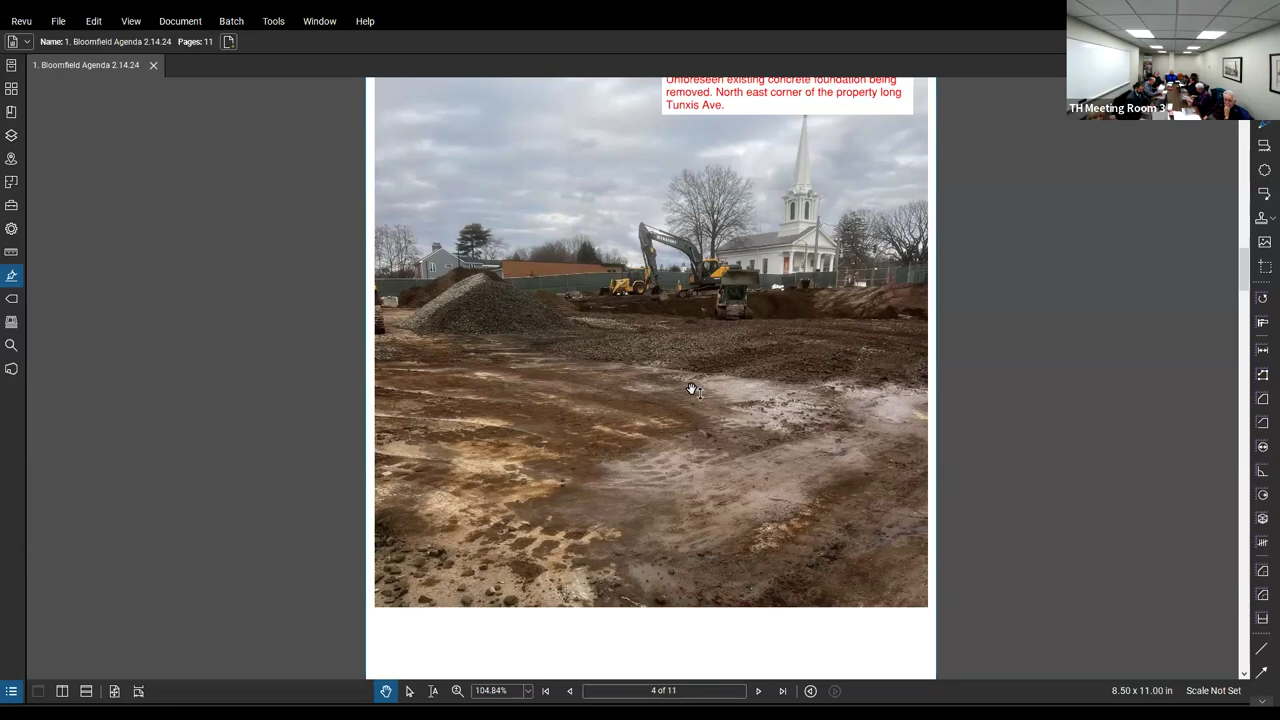 Revu File Edit View Document Batch Tools Window Help
Name: 1. Bloomfield Agenda 2.14.24 Pages: 11
1. Bloomfield Agenda 2.14.24
TH Meeting Room 3
Unforeseen existing concrete foundation being
removed. North east corner of the property long
Tunxis Ave.
104.84% 4 of 11 8.50 x 11.00 in Scale Not Set